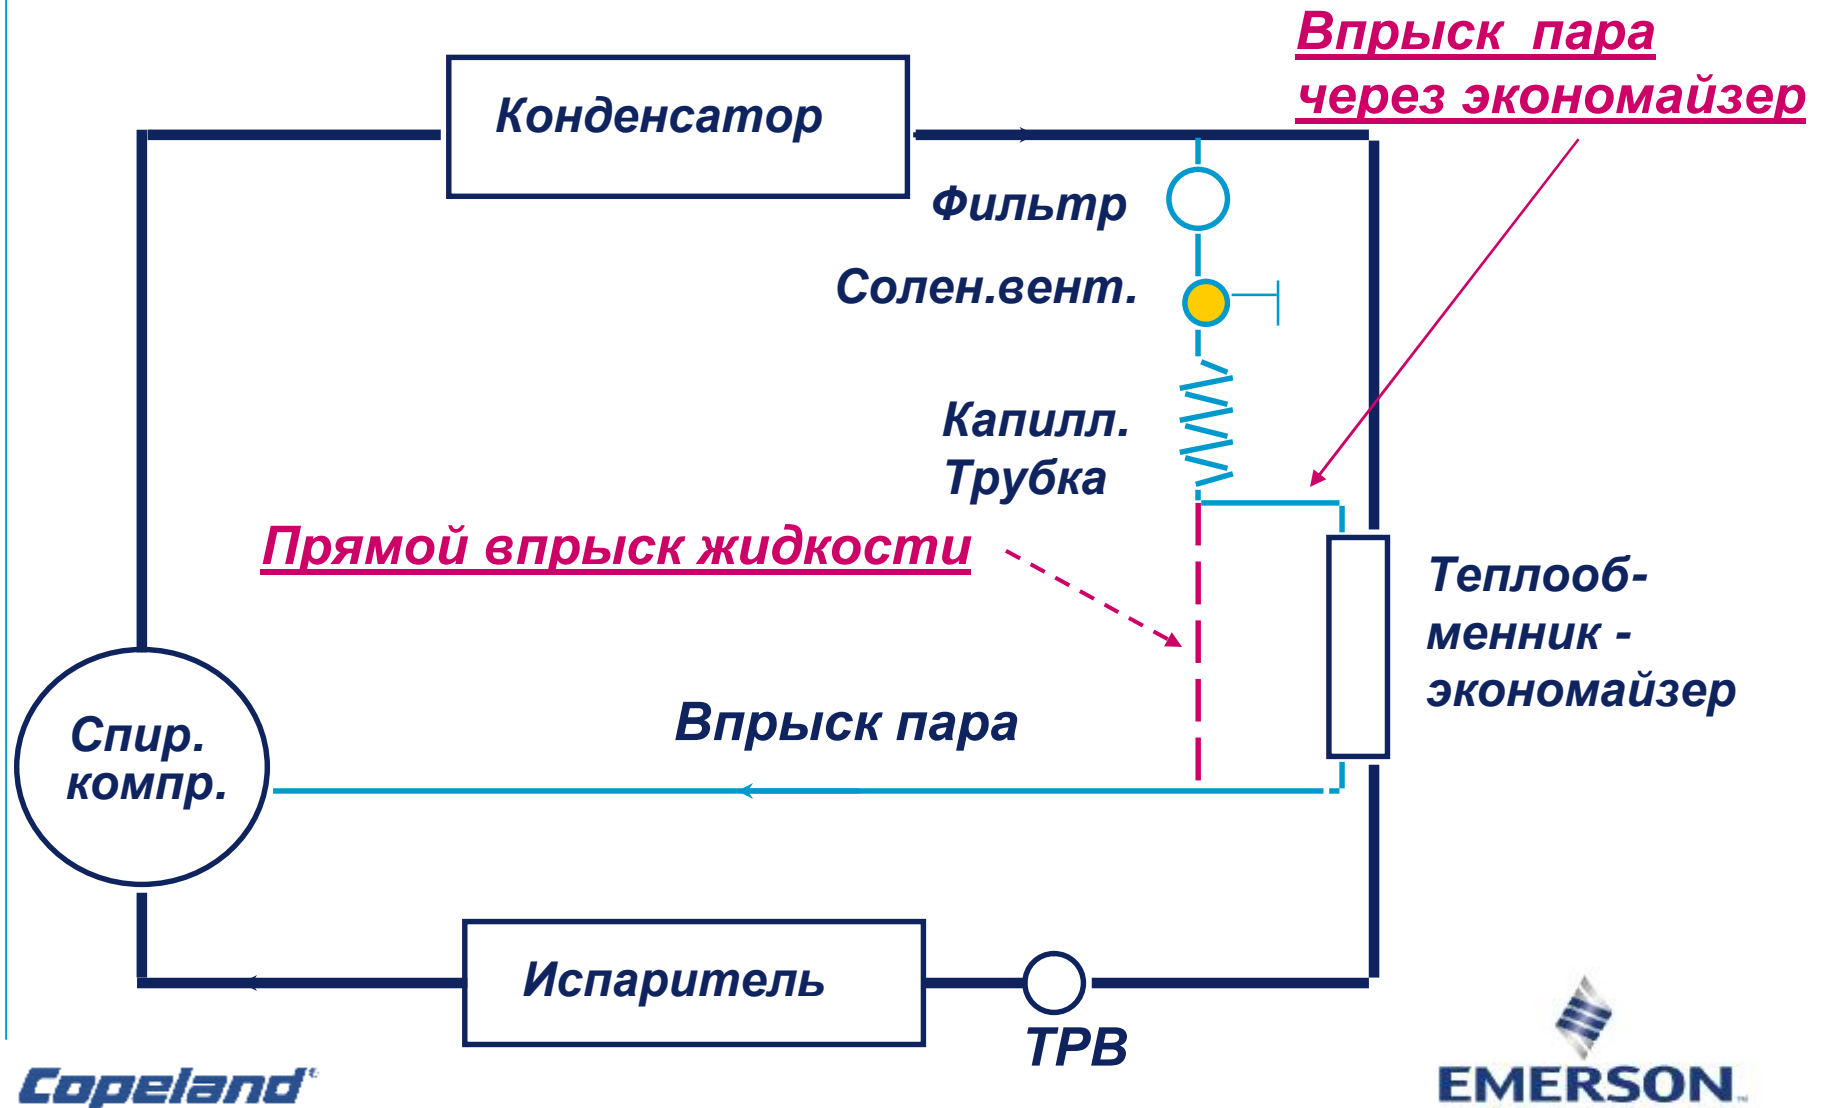 Впрыск пара
через экономайзер
Конденсатор
Фильтр
Солен.вент.
Капилл.
Трубка
Прямой впрыск жидкости
Теплооб-
менник -
экономайзер
Спир.
компр.
Впрыск пара
Испаритель
ТРВ
Copeland
EMERSON